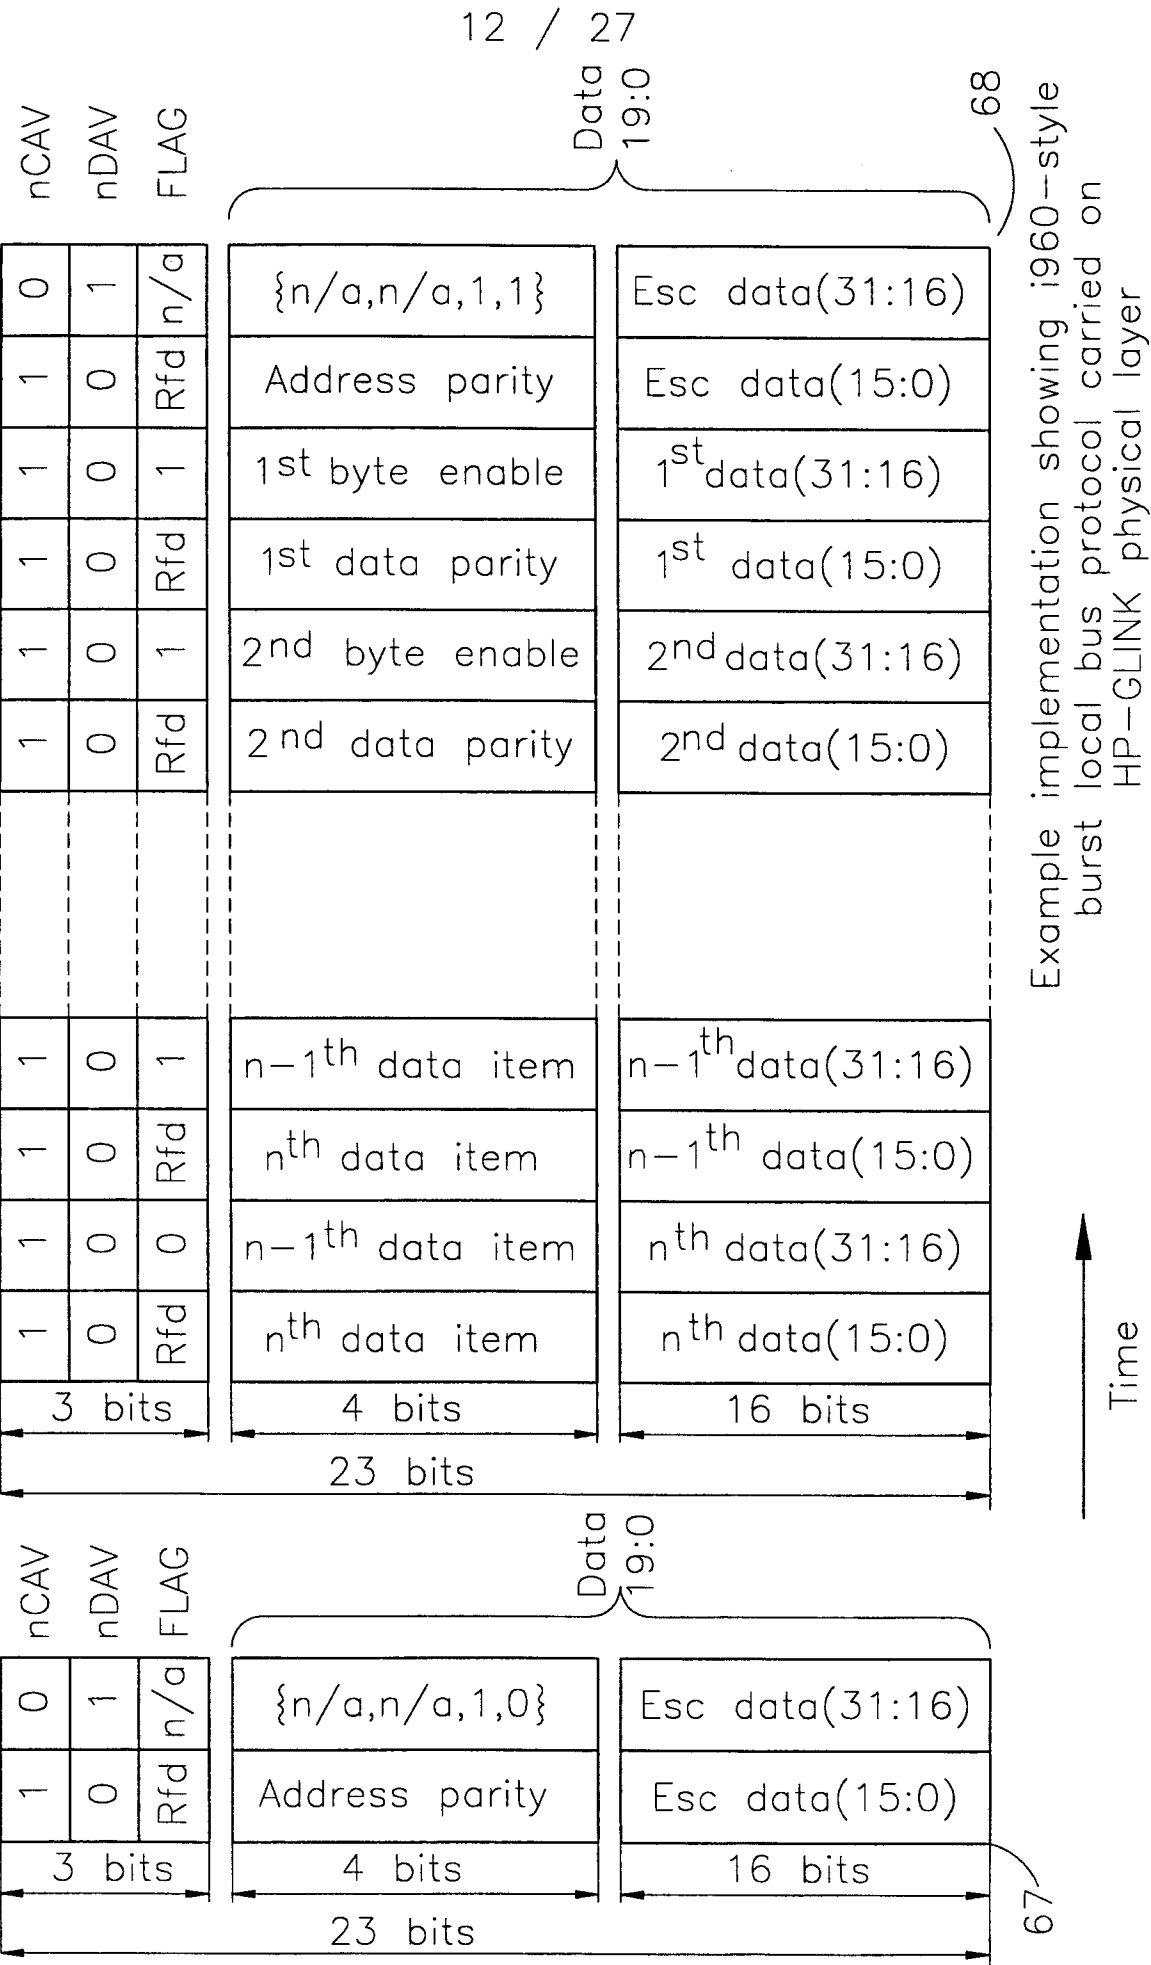 12 / 27
nCAV
nDAV
FLAG
Data
19:0
68
0 1 n/a {n/a,n/a,1,1} Esc data(31:16)
1 0 Rfd Address parity Esc data(15:0)
1 0 1 1st byte enable 1st data(31:16)
1 0 Rfd 1st data parity 1st data(15:0)
1 0 1 2nd byte enable 2nd data(31:16)
1 0 Rfd 2nd data parity 2nd data(15:0)
1 0 1 n-1th data item n-1th data(31:16)
1 0 Rfd nth data item n-1th data(15:0)
1 0 0 n-1th data item nth data(31:16)
1 0 Rfd nth data item nth data(15:0)
3 bits 4 bits 16 bits
23 bits
Example implementation showing i960-style
burst local bus protocol carried on
HP-GLINK physical layer
Time
nCAV
nDAV
FLAG
Data
19:0
0 1 n/a {n/a,n/a,1,0} Esc data(31:16)
1 0 Rfd Address parity Esc data(15:0)
3 bits 4 bits 16 bits
23 bits
67